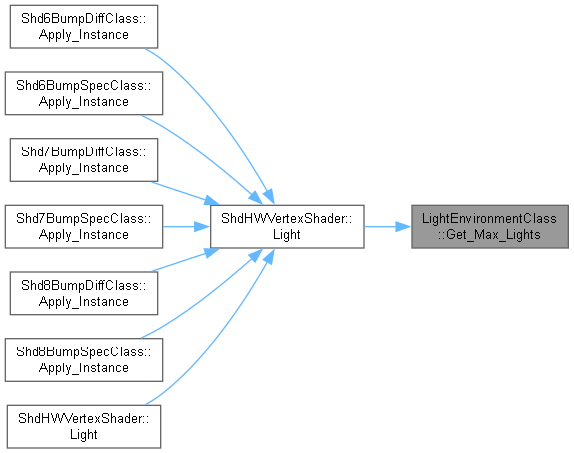 Shd6BumpDiffClass::
Apply_Instance
Shd6BumpSpecClass::
Apply_Instance
Shd7BumpDiffClass::
Apply_Instance
Shd7BumpSpecClass::
Apply_Instance
Shd8BumpDiffClass::
Apply_Instance
Shd8BumpSpecClass::
Apply_Instance
ShdHWVertexShader::
Light
ShdHWVertexShader::
Light
LightEnvironmentClass
::Get_Max_Lights